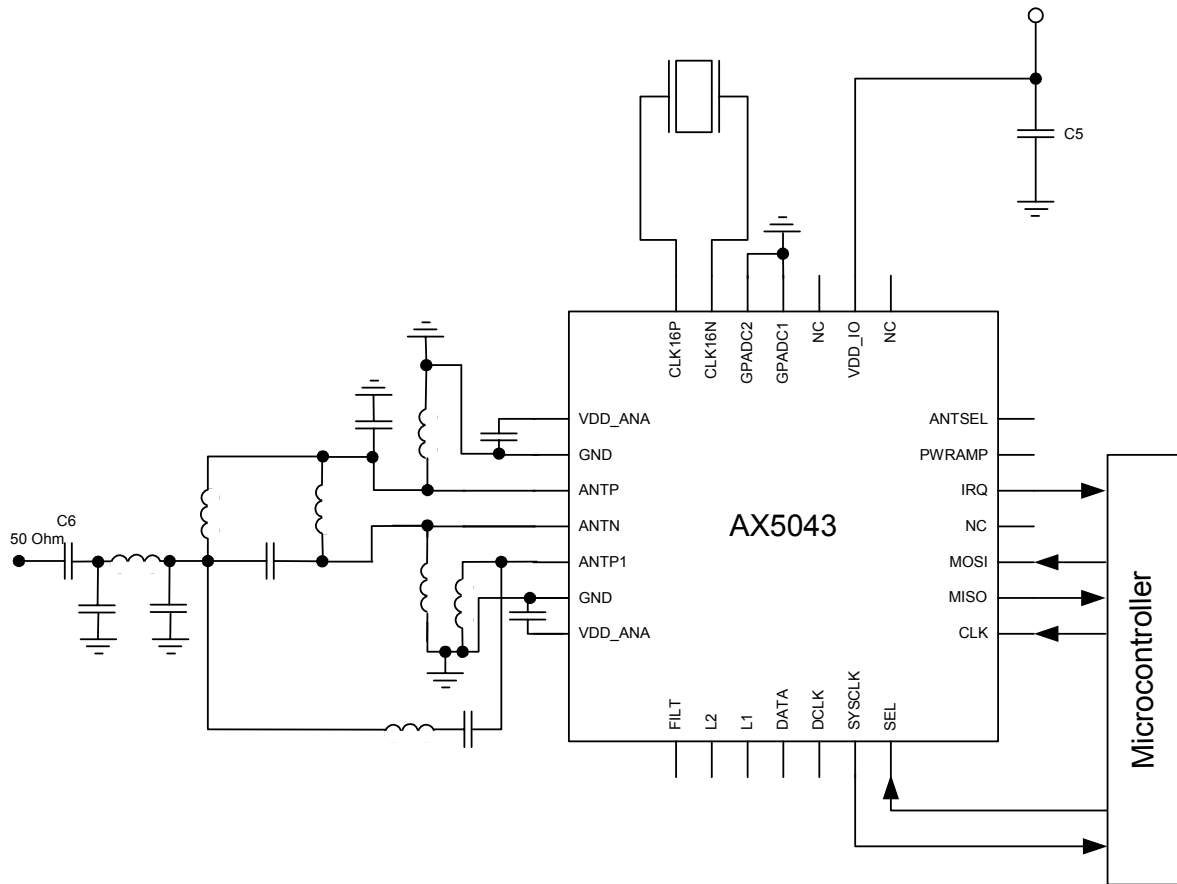 C5
CLK16P
CLK16N
GPADC2
GPADC1
NC
VDD_IO
NC
VDD_ANA
GND
ANTP
ANTN
ANTP1
GND
VDD_ANA
AX5043
ANTSEL
PWRAMP
IRQ
NC
MOSI
MISO
CLK
C6
50 Ohm
FILT
L2
L1
DATA
DCLK
SYSCLK
SEL
Microcontroller